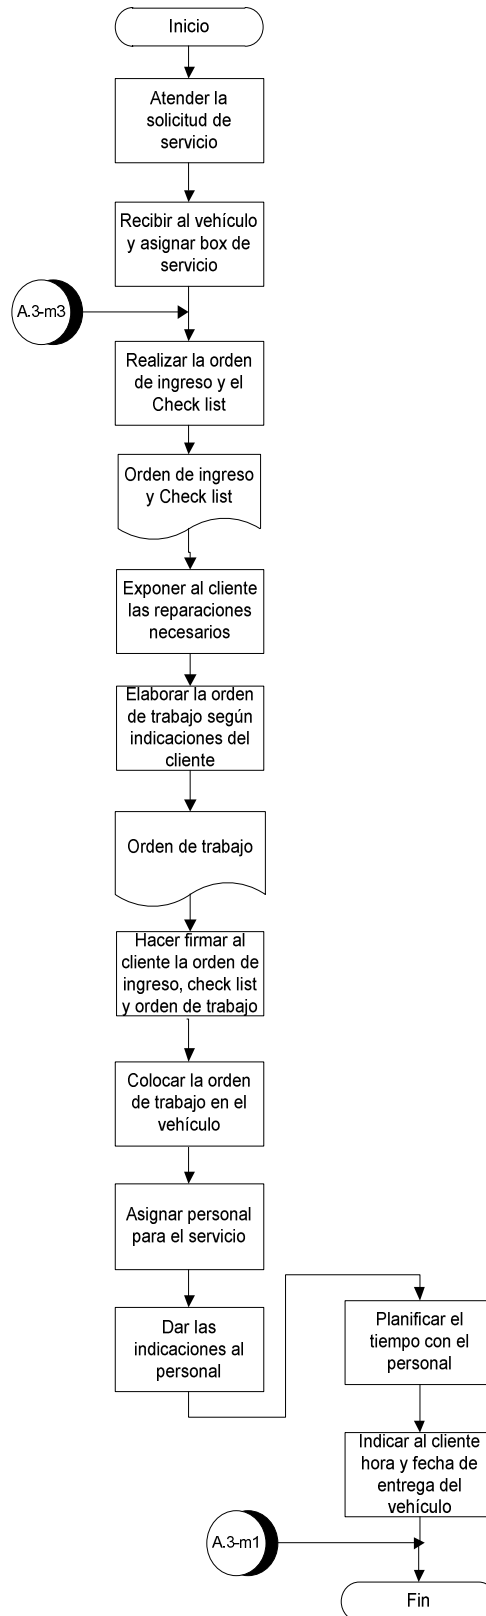 Inicio
Atender la
solicitud de
servicio
Recibir al vehículo
y asignar box de
servicio
A.3-m3
Realizar la orden
de ingreso y el
Check list
Orden de ingreso
y Check list
Exponer al cliente
las reparaciones
necesarios
Elaborar la orden
de trabajo según
indicaciones del
cliente
Orden de trabajo
Hacer firmar al
cliente la orden de
ingreso, check list
y orden de trabajo
Colocar la orden
de trabajo en el
vehículo
Asignar personal
para el servicio
Dar las
indicaciones al
personal
Planificar el
tiempo con el
personal
Indicar al cliente
hora y fecha de
entrega del
vehículo
A.3-m1
Fin